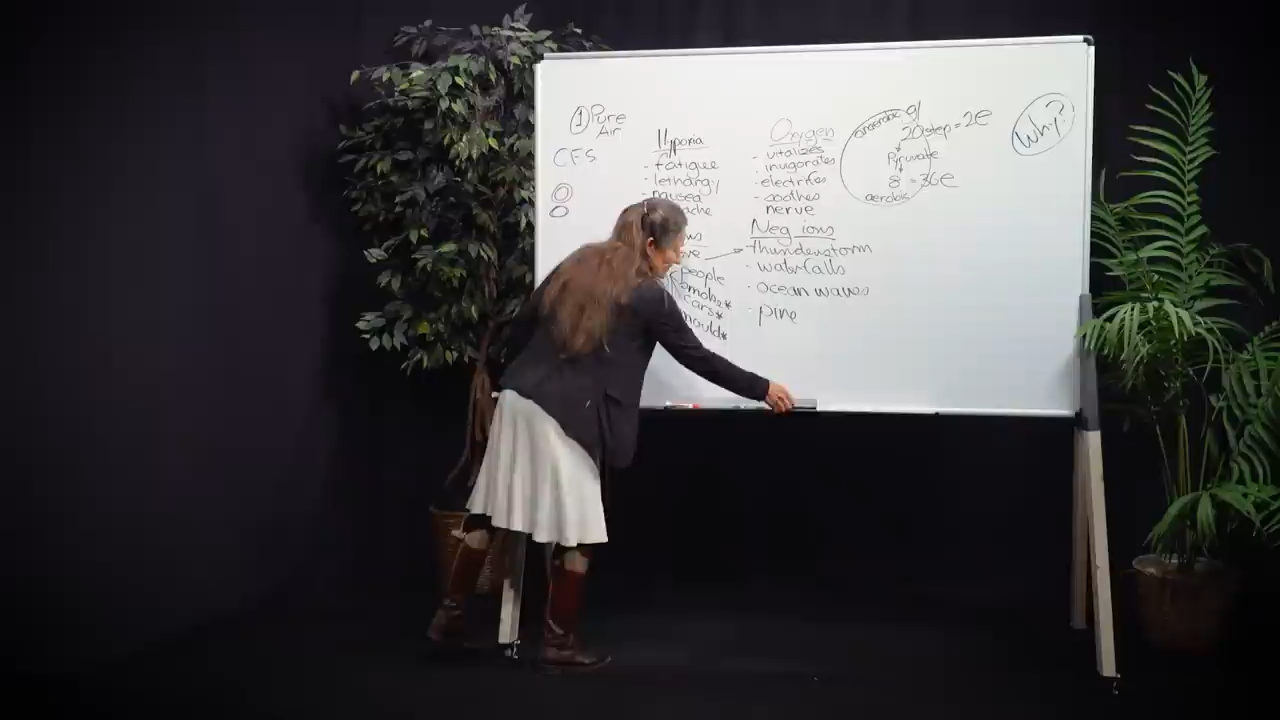 ① Pure
Air
CFS
Hypoxia
- fatigue
- lethargy
- nausea
Oxygen
- vitalizes
- invigorates
- electrifies
- soothes
nerve
Neg ions
- thunderstorm
- waterfalls
- ocean waves
- pine
people
smoke*
cars*
mould*
anaerobic gl
20 step = 2e
Pyruvate
8 = 36e
aerobic
Why?